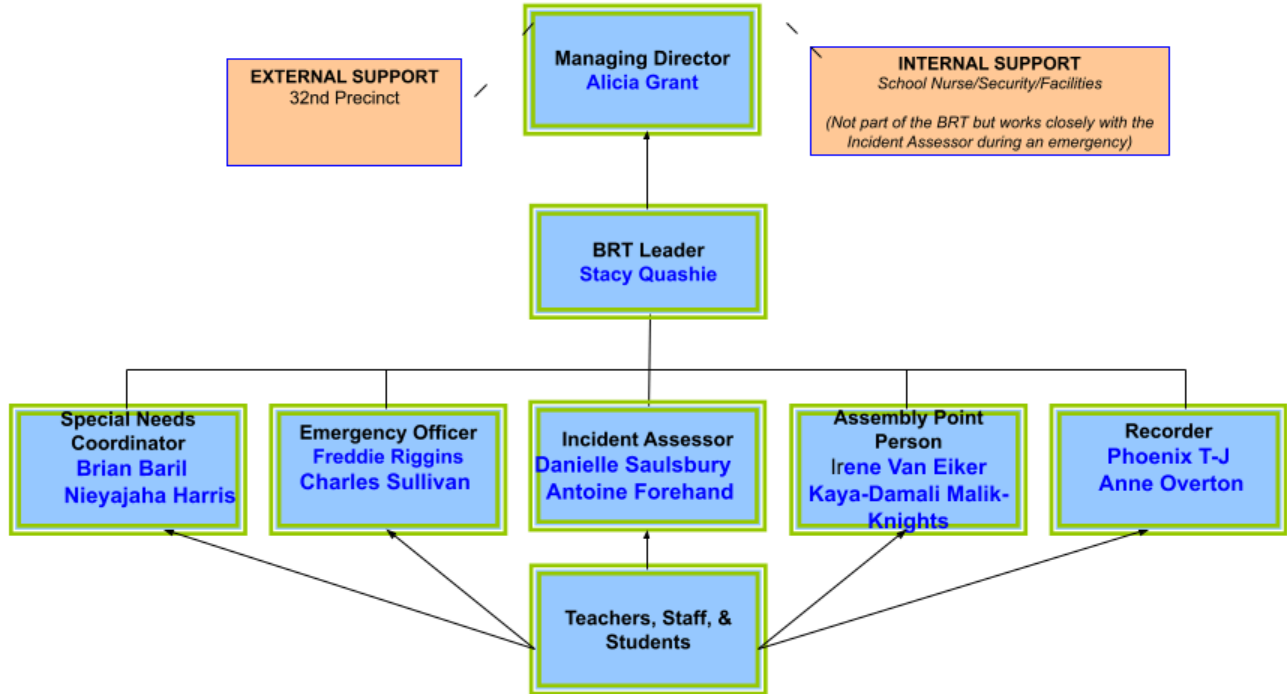 Managing Director
Alicia Grant
EXTERNAL SUPPORT
32nd Precinct
INTERNAL SUPPORT
School Nurse/Security/Facilities
(Not part of the BRT but works closely with the
Incident Assessor during an emergency)
BRT Leader
Stacy Quashie
Special Needs
Coordinator
Brian Baril
Nieyajaha Harris
Emergency Officer
Freddie Riggins
Charles Sullivan
Incident Assessor
Danielle Saulsbury
Antoine Forehand
Assembly Point
Person
Irene Van Eiker
Kaya-Damali Malik-
Knights
Recorder
Phoenix T-J
Anne Overton
Teachers, Staff, &
Students